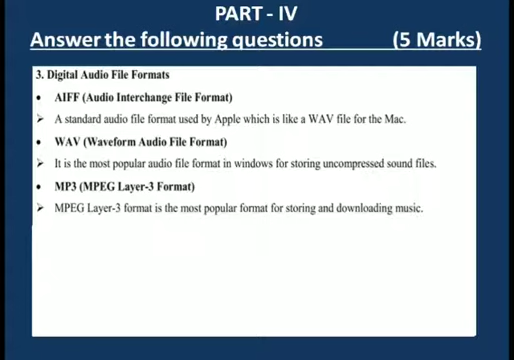 PART - IV
Answer the following questions (5 Marks)
3. Digital Audio File Formats
• AIFF (Audio Interchange File Format)
➢ A standard audio file format used by Apple which is like a WAV file for the Mac.
• WAV (Waveform Audio File Format)
➢ It is the most popular audio file format in windows for storing uncompressed sound files.
• MP3 (MPEG Layer-3 Format)
➢ MPEG Layer-3 format is the most popular format for storing and downloading music.